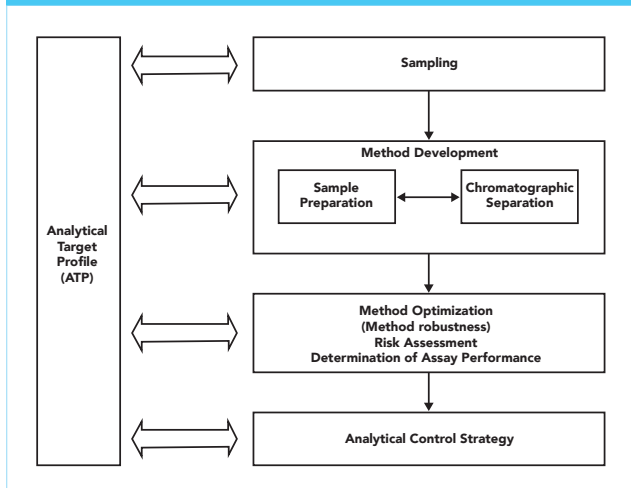 Sampling
Method Development
Sample
Preparation
Chromatographic
Separation
Analytical
Target
Profile
(ATP)
Method Optimization
(Method robustness)
Risk Assessment
Determination of Assay Performance
Analytical Control Strategy